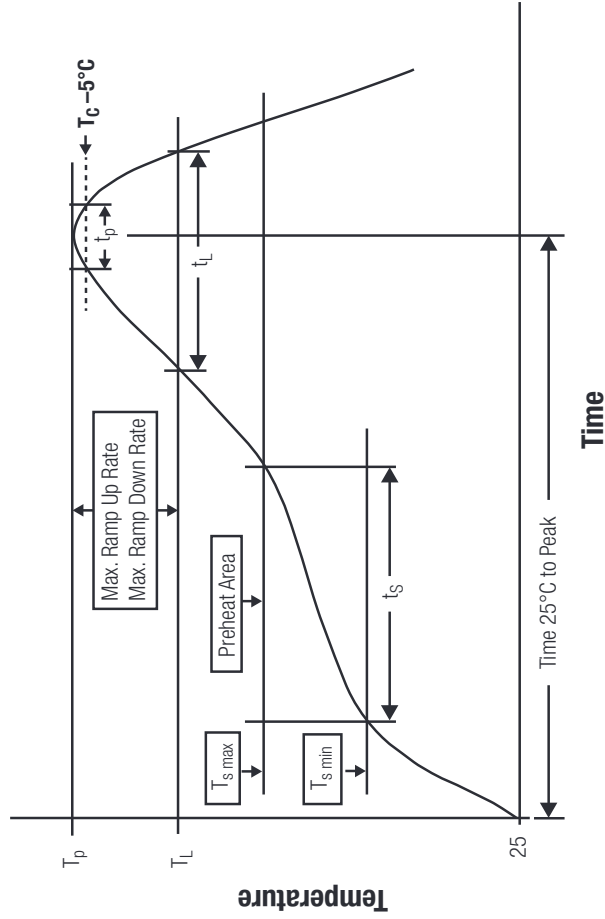 T_p
T_L
25
Temperature
T_s max
T_s min
Preheat Area
Max. Ramp Up Rate
Max. Ramp Down Rate
t_S
t_L
t_p
T_C –5°C
Time 25°C to Peak
Time